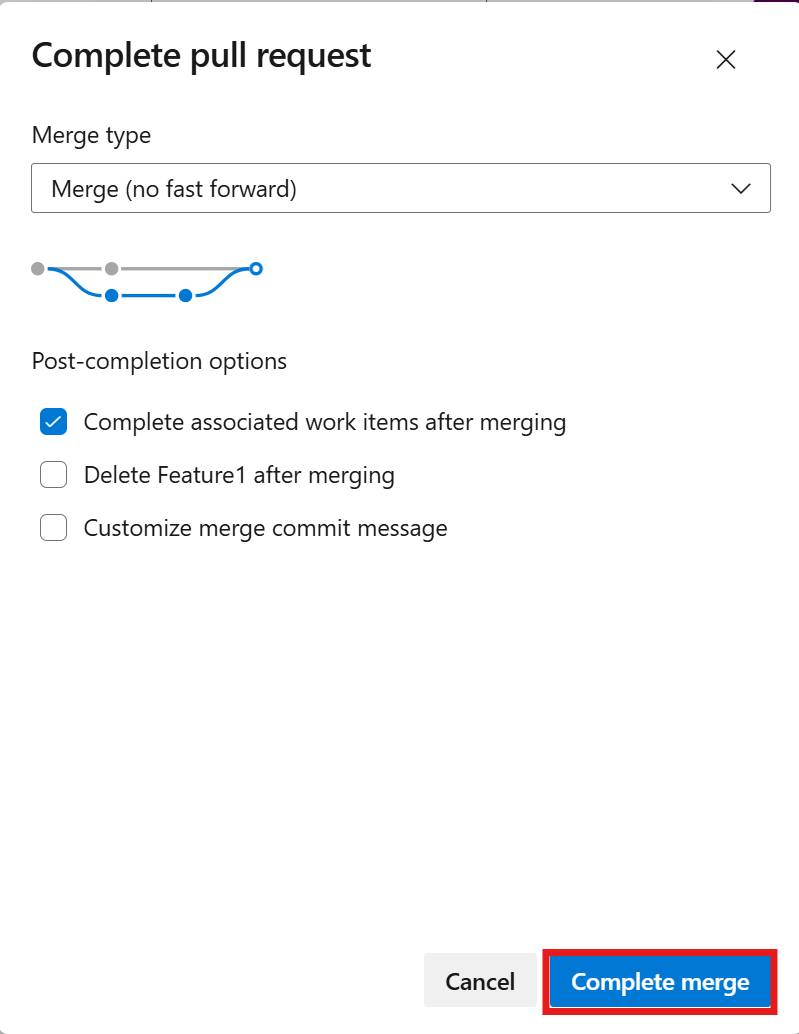 Complete pull request
Merge type
Merge (no fast forward)
Post-completion options
Complete associated work items after merging
Delete Feature1 after merging
Customize merge commit message
Cancel
Complete merge